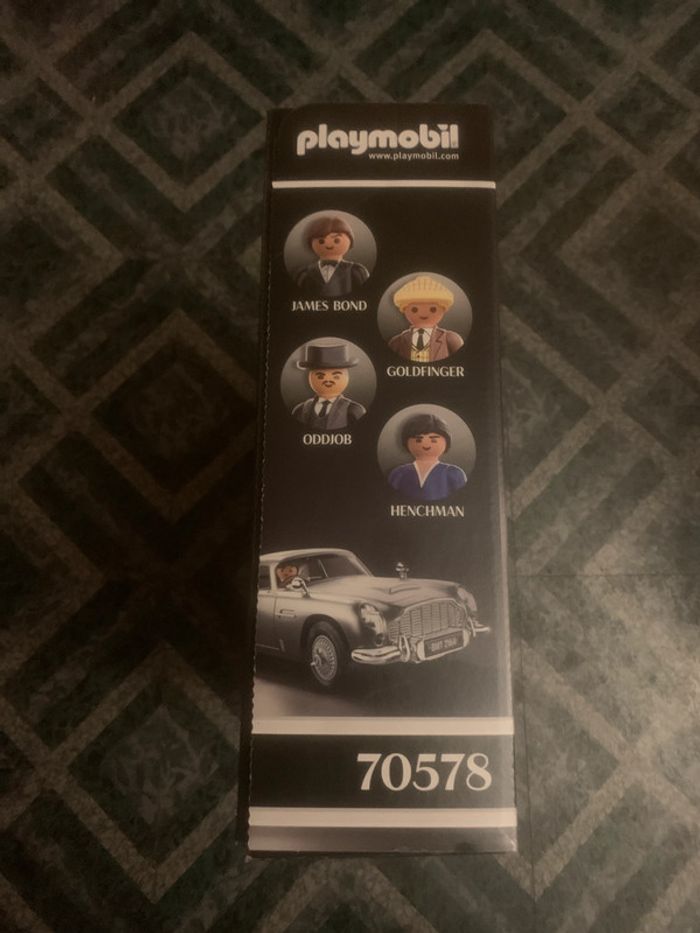 playmobil
www.playmobil.com
JAMES BOND
GOLDFINGER
ODDJOB
HENCHMAN
BMT 216A
70578